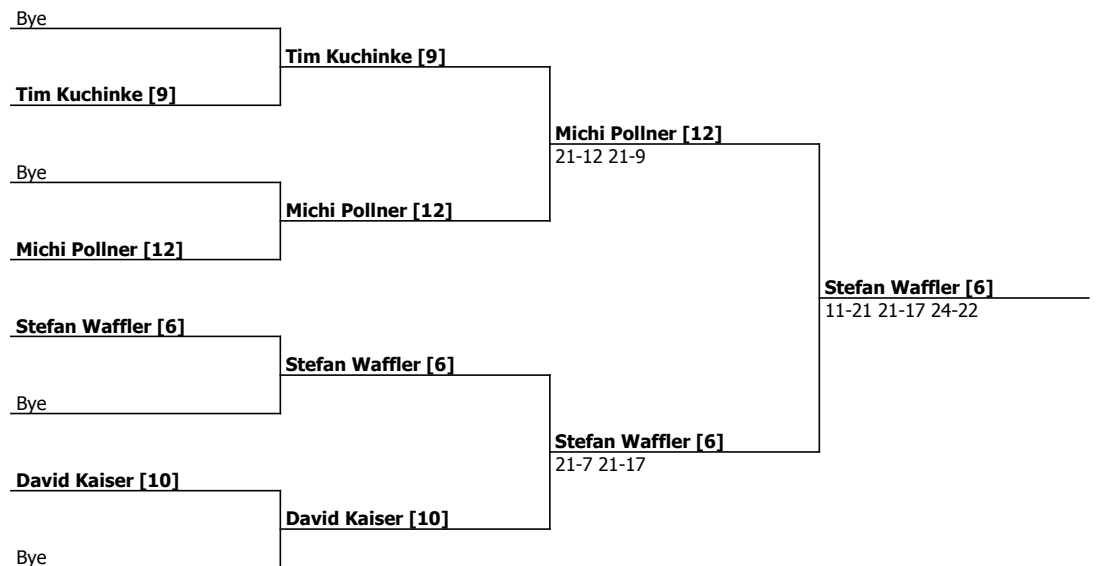 Bye
Tim Kuchinke [9]
Tim Kuchinke [9]
Michi Pollner [12]
21-12 21-9
Bye
Michi Pollner [12]
Michi Pollner [12]
Stefan Waffler [6]
11-21 21-17 24-22
Stefan Waffler [6]
Stefan Waffler [6]
Bye
Stefan Waffler [6]
21-7 21-17
David Kaiser [10]
David Kaiser [10]
Bye